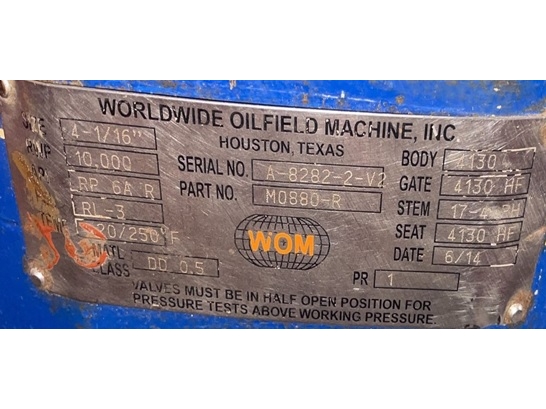 WORLDWIDE OILFIELD MACHINE, INC.
HOUSTON, TEXAS
SIZE 4-1/16"
10,000
LRP 6A R
RL-3
20/250°F
MATL CLASS DD 0.5
SERIAL NO. A-8282-2-V2
PART NO. M0880-R
WOM
BODY 4130
GATE 4130 HF
STEM 17-4 PH
SEAT 4130 HF
DATE 6/14
PR 1
VALVES MUST BE IN HALF OPEN POSITION FOR
PRESSURE TESTS ABOVE WORKING PRESSURE.